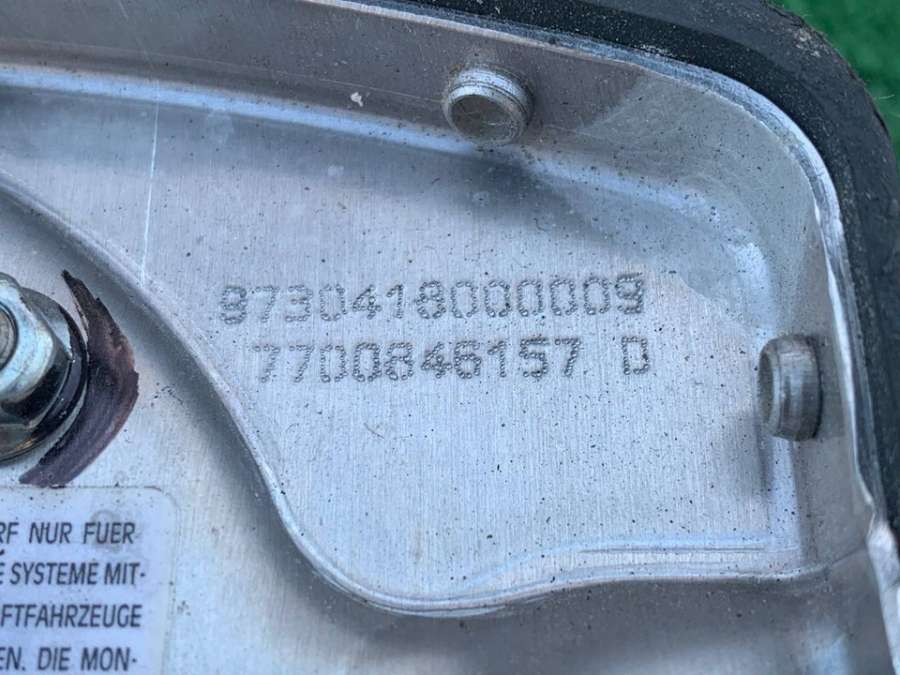 8730418000009
7700846157 D
RF NUR FUER
E SYSTEME MIT-
FTFAHRZEUGE
EN. DIE MON-